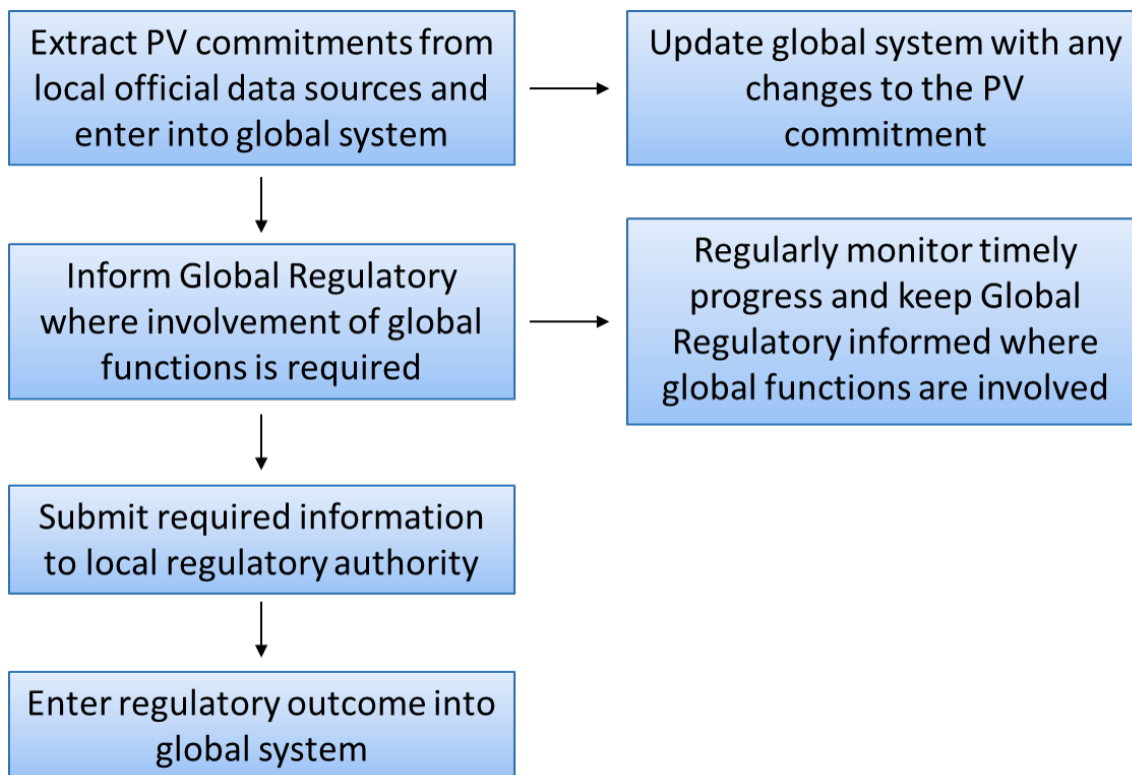 Extract PV commitments from
local official data sources and
enter into global system
Update global system with any
changes to the PV
commitment
Inform Global Regulatory
where involvement of global
functions is required
Regularly monitor timely
progress and keep Global
Regulatory informed where
global functions are involved
Submit required information
to local regulatory authority
Enter regulatory outcome into
global system